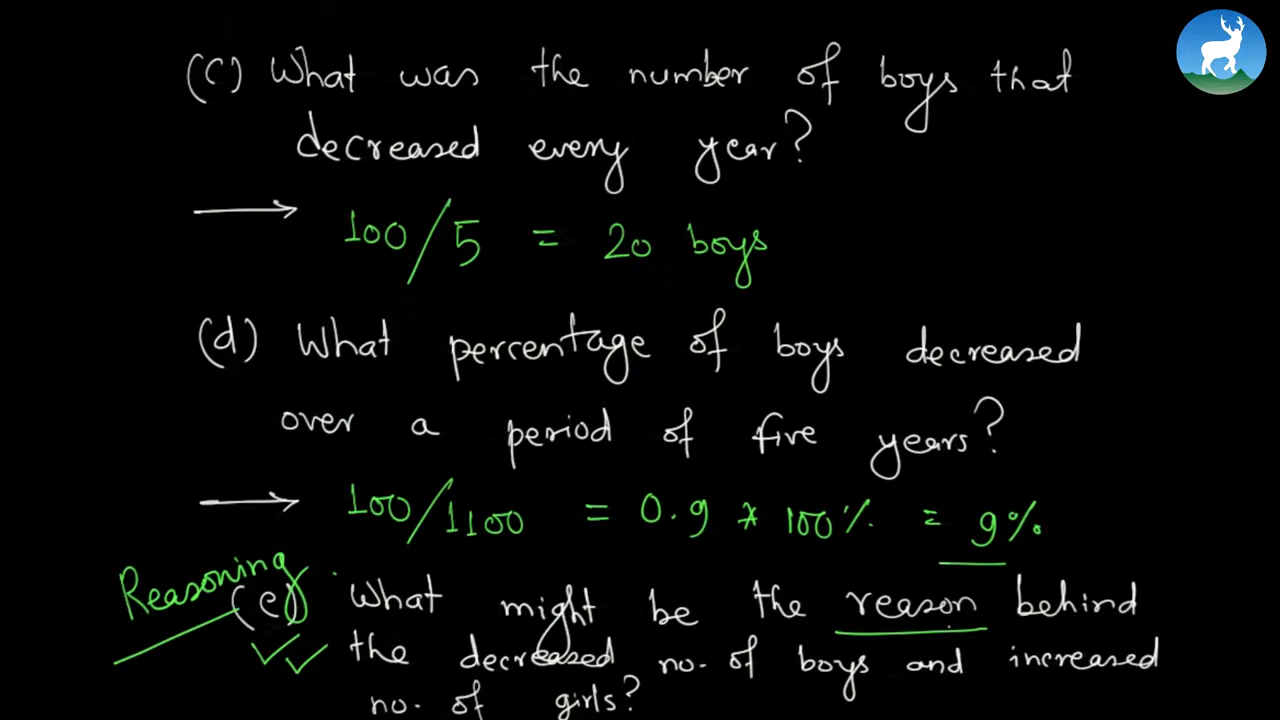 (c) What was the number of boys that
decreased every year?
→ 100/5 = 20 boys
(d) What percentage of boys decreased
over a period of five years?
→ 100/1100 = 0.9 * 100% = 9%
Reasoning
(e) What might be the reason behind
the decreased no. of boys and increased
no. of girls?